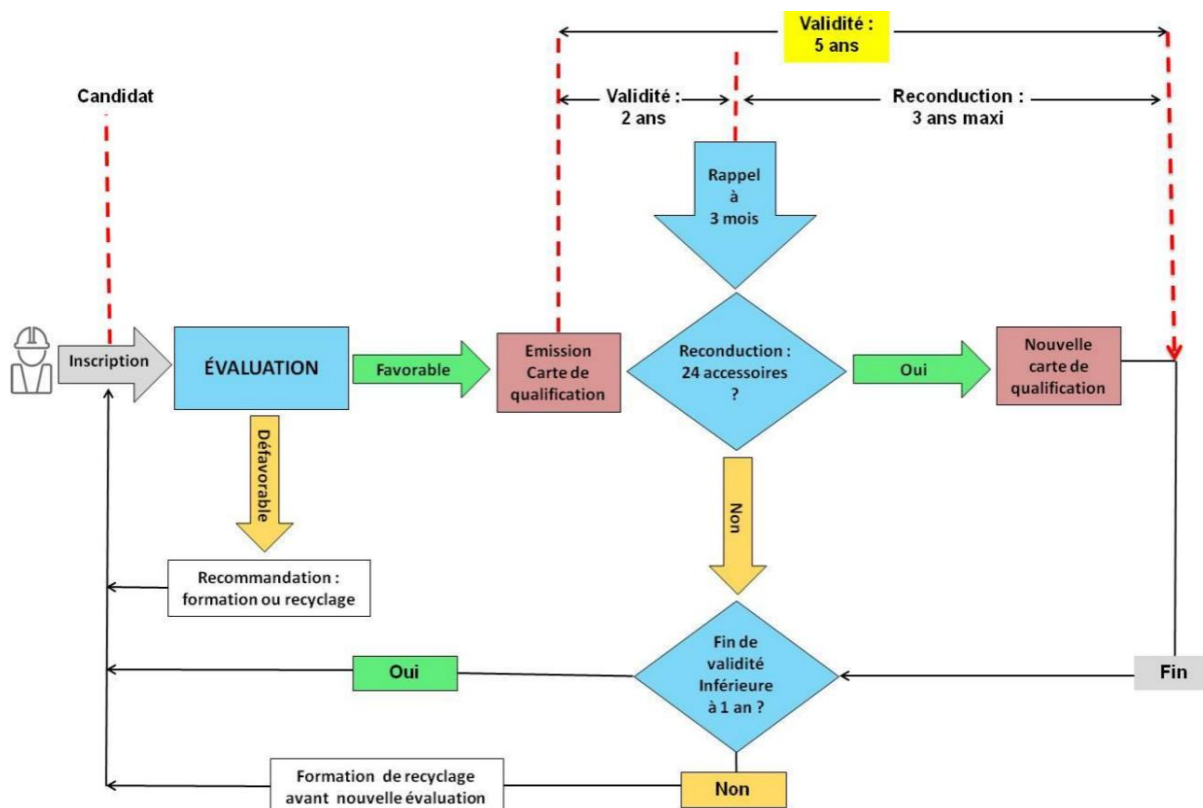 Validité :
5 ans
Candidat
Validité :
2 ans
Reconduction :
3 ans maxi
Rappel
à
3 mois
Inscription
ÉVALUATION
Favorable
Emission
Carte de
qualification
Reconduction :
24 accessoires
?
Oui
Nouvelle
carte de
qualification
Défavorable
Non
Recommandation :
formation ou recyclage
Fin de
validité
Inférieure
à 1 an ?
Oui
Fin
Formation de recyclage
avant nouvelle évaluation
Non